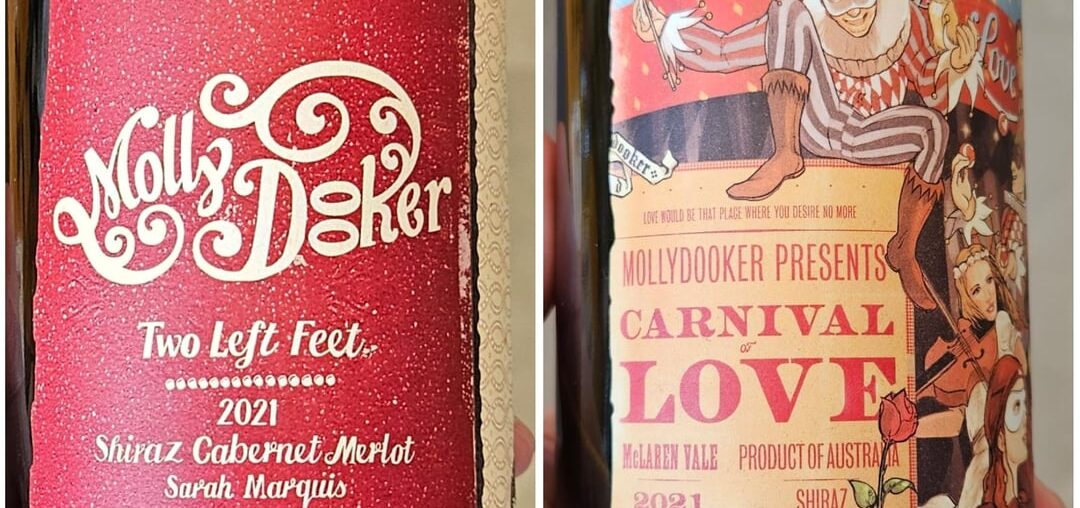 Molly
Dooker
Two Left Feet
2021
Shiraz Cabernet Merlot
Sarah Marquis
Love
LOVE WOULD BE THAT PLACE WHERE YOU DESIRE NO MORE
MOLLYDOOKER PRESENTS
CARNIVAL
of
LOVE
McLAREN VALE PRODUCT OF AUSTRALIA
2021 SHIRAZ